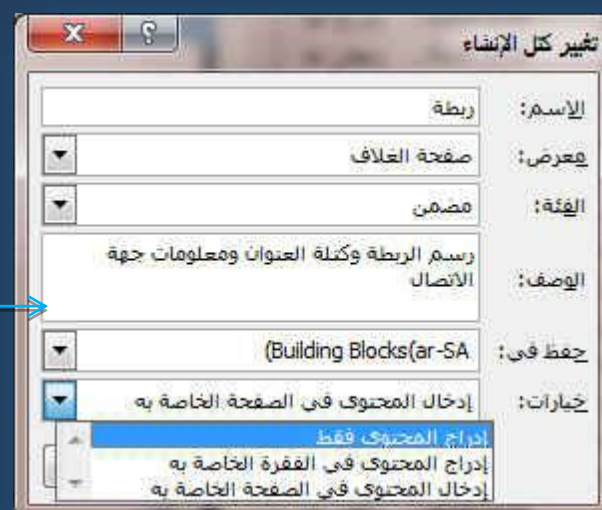 تغيير كتل الإنشاء
الاسم: ربطة
معرض: صفحة الغلاف
الفئة: مضمن
الوصف: رسم الربطة وكتلة العنوان ومعلومات جهة
الاتصال
حفظ في: Building Blocks(ar-SA)
خيارات: إدخال المحتوى في الصفحة الخاصة به
إدراج المحتوى فقط
إدراج المحتوى في الفقرة الخاصة به
إدخال المحتوى في الصفحة الخاصة به